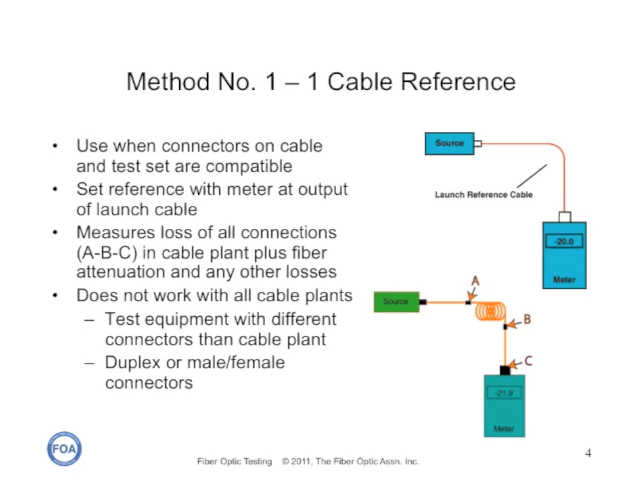 Method No. 1 – 1 Cable Reference
• Use when connectors on cable
and test set are compatible
• Set reference with meter at output
of launch cable
• Measures loss of all connections
(A-B-C) in cable plant plus fiber
attenuation and any other losses
• Does not work with all cable plants
– Test equipment with different
connectors than cable plant
– Duplex or male/female
connectors
Source
Launch Reference Cable
-20.0
Meter
A
Source
B
C
-21.9
Meter
FOA
Fiber Optic Testing © 2011, The Fiber Optic Assn. Inc.
4